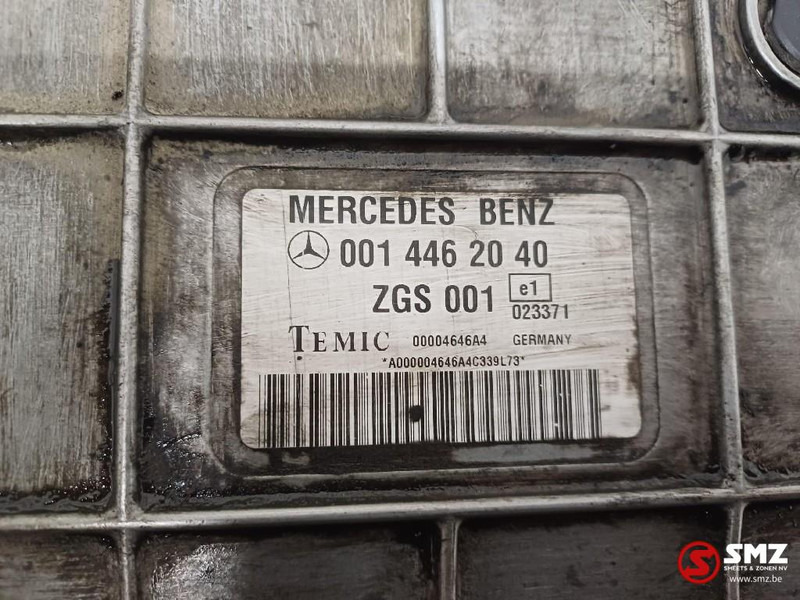 MERCEDES BENZ
001 446 20 40
ZGS 001 e1
023371
TEMIC 00004646A4 GERMANY
*A000004646A4C339L73*
SMZ
SMEETS & ZONEN NV
www.smz.be